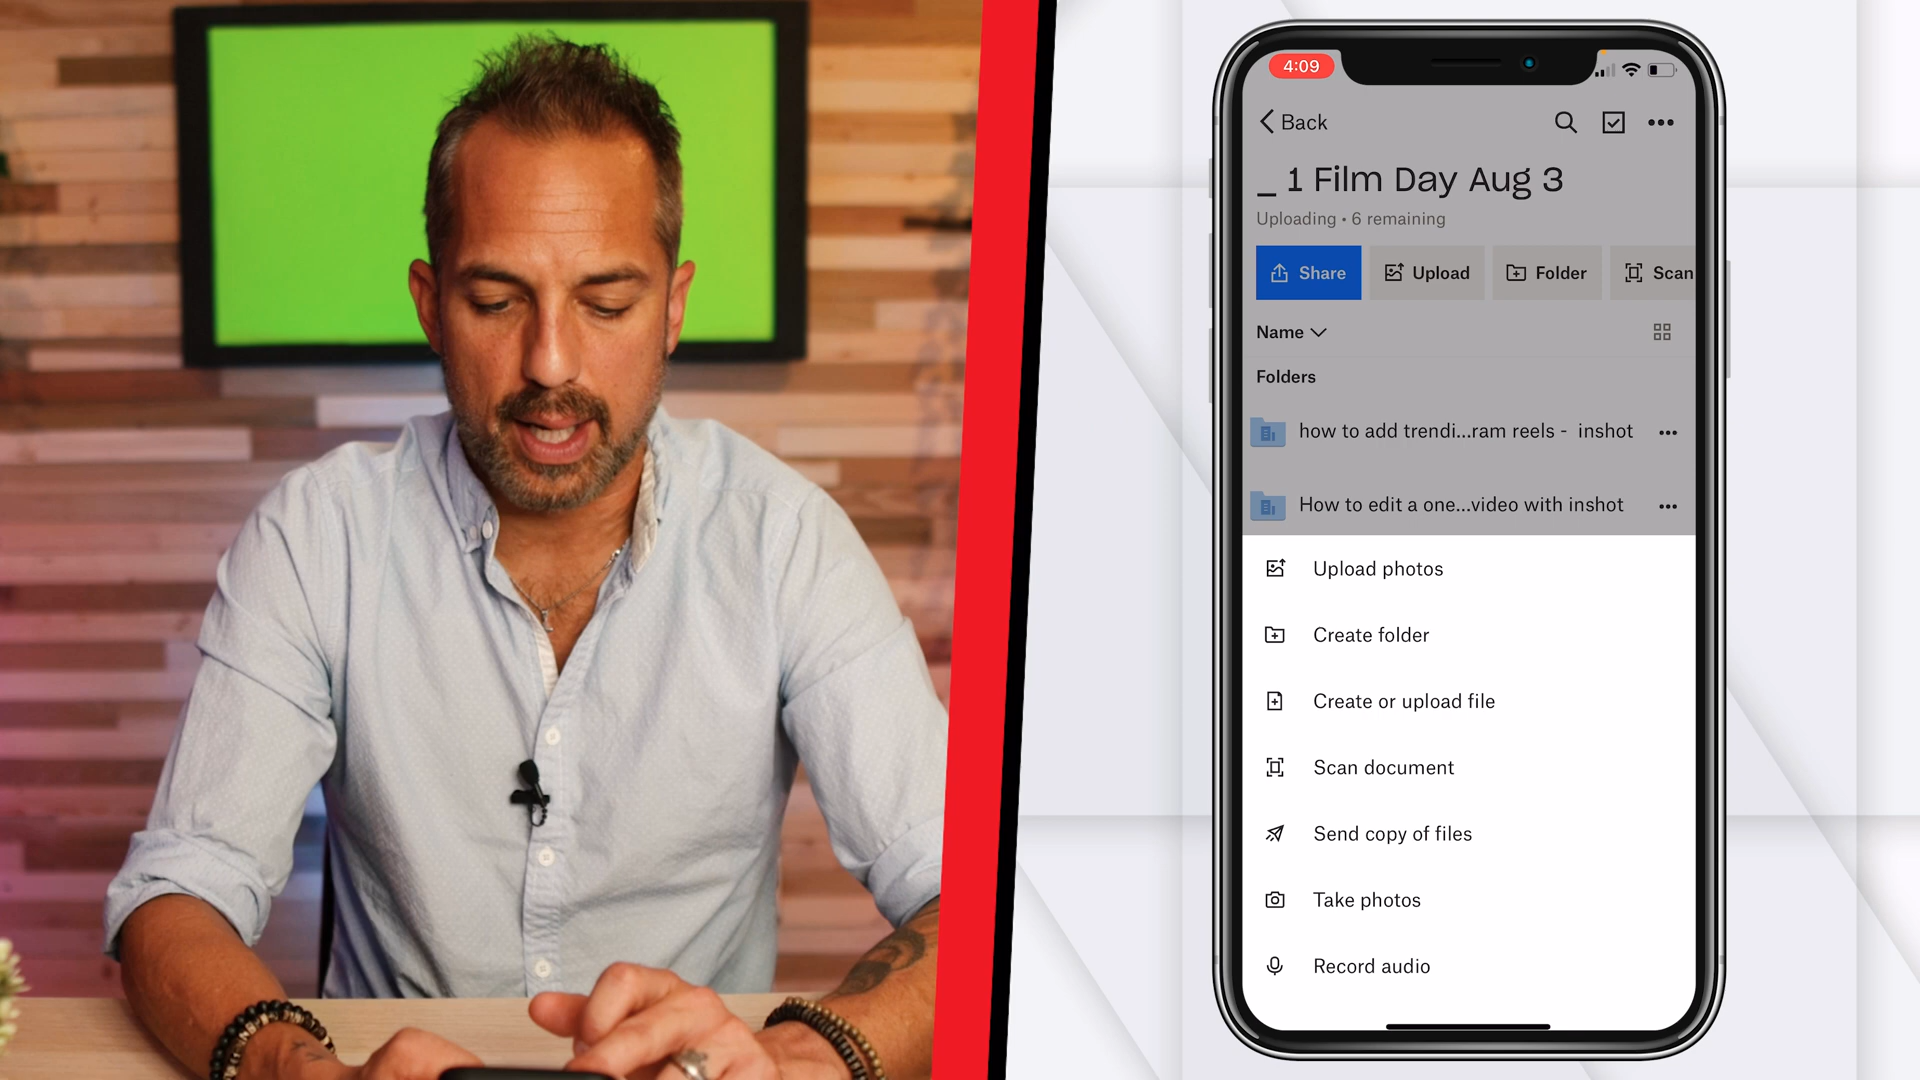 4:09
Back
_ 1 Film Day Aug 3
Uploading • 6 remaining
Share Upload Folder Scan
Name
Folders
how to add trendi...ram reels - inshot
How to edit a one...video with inshot
Upload photos
Create folder
Create or upload file
Scan document
Send copy of files
Take photos
Record audio